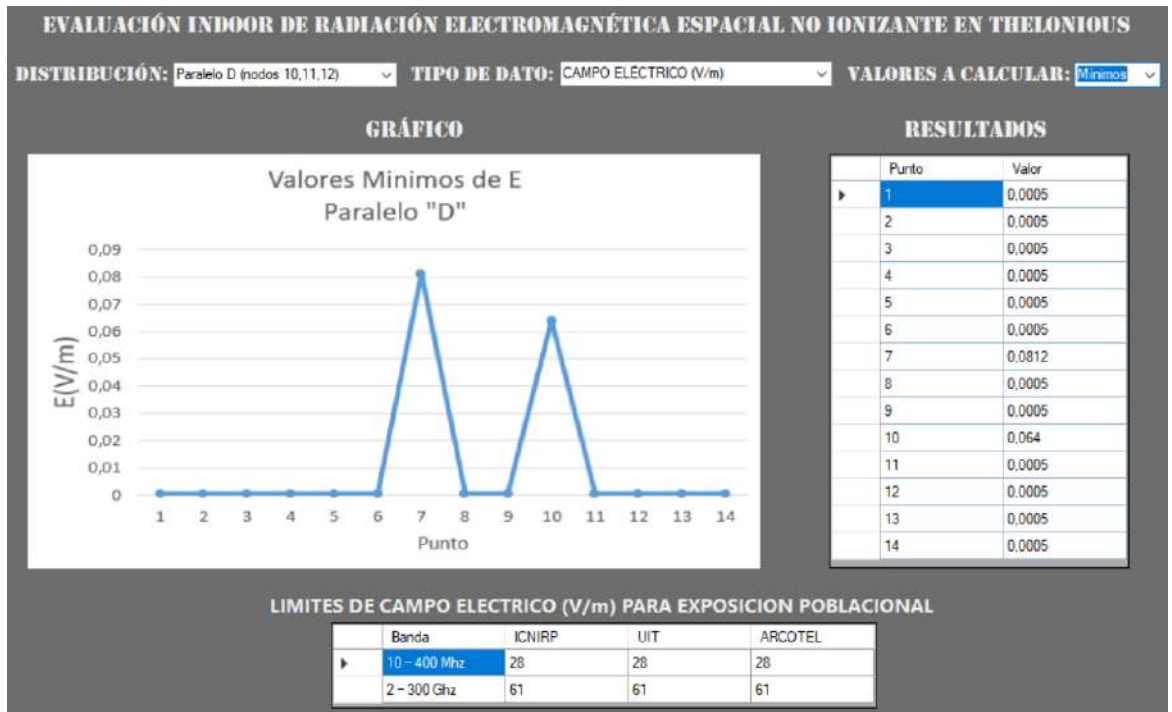 EVALUACIÓN INDOOR DE RADIACIÓN ELECTROMAGNÉTICA ESPACIAL NO IONIZANTE EN THELONIOUS
DISTRIBUCIÓN: Paralelo D (nodos 10,11,12) TIPO DE DATO: CAMPO ELÉCTRICO (V/m) VALORES A CALCULAR: Mínimos
GRÁFICO
Valores Minimos de E
Paralelo "D"
0,09
0,08
0,07
0,06
0,05
0,04
0,03
0,02
0,01
0
E(V/m)
1 2 3 4 5 6 7 8 9 10 11 12 13 14
Punto
RESULTADOS
Punto Valor
1 0,0005
2 0,0005
3 0,0005
4 0,0005
5 0,0005
6 0,0005
7 0,0812
8 0,0005
9 0,0005
10 0,064
11 0,0005
12 0,0005
13 0,0005
14 0,0005
LIMITES DE CAMPO ELECTRICO (V/m) PARA EXPOSICION POBLACIONAL
Banda ICNIRP UIT ARCOTEL
10 – 400 Mhz 28 28 28
2 – 300 Ghz 61 61 61